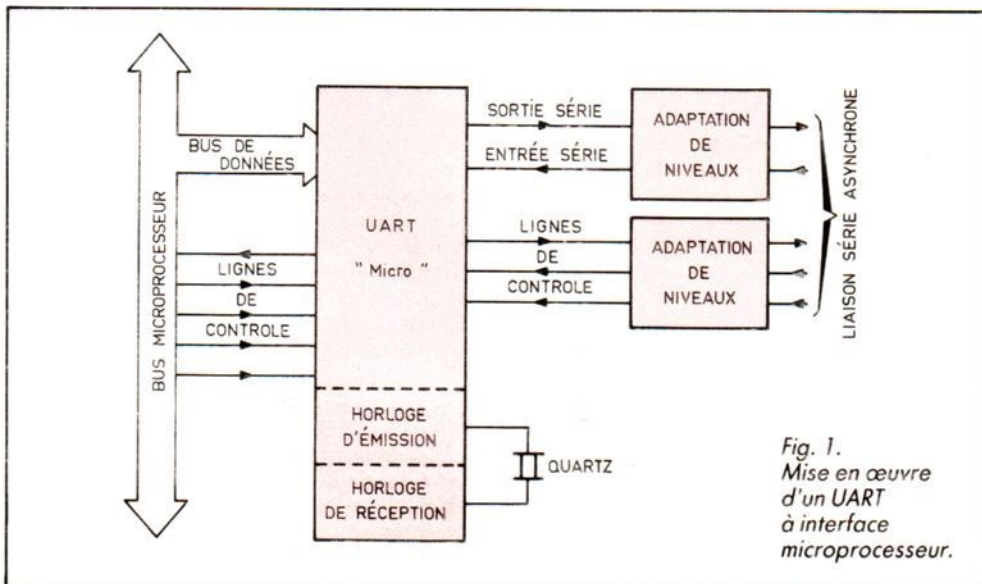 BUS MICROPROCESSEUR
BUS DE
DONNÉES
LIGNES
DE
CONTROLE
UART
" Micro "
HORLOGE
D'ÉMISSION
HORLOGE
DE RÉCEPTION
SORTIE SÉRIE
ENTRÉE SÉRIE
LIGNES
DE
CONTROLE
QUARTZ
ADAPTATION
DE
NIVEAUX
ADAPTATION
DE
NIVEAUX
LIAISON SÉRIE ASYNCHRONE
Fig. 1.
Mise en œuvre
d'un UART
à interface
microprocesseur.